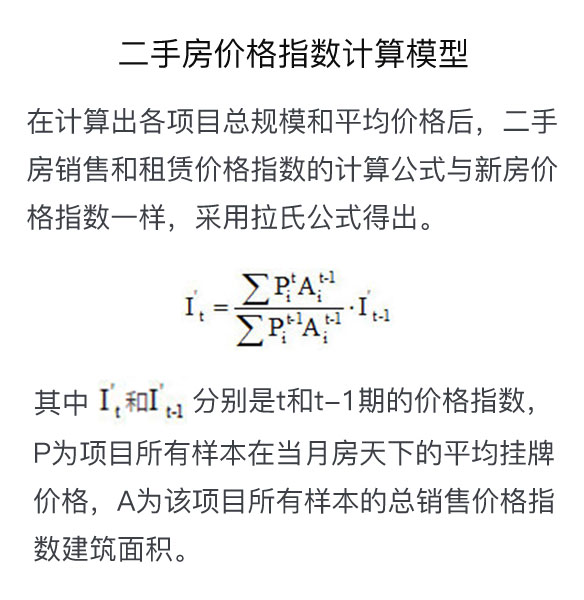 二手房价格指数计算模型
在计算出各项目总规模和平均价格后，二手
房销售和租赁价格指数的计算公式与新房价
格指数一样，采用拉氏公式得出。
I'_t = \frac{\sum P_i^t A_i^{t-1}}{\sum P_i^{t-1} A_i^{t-1}} \cdot I'_{t-1}
其中 I'_t和I'_{t-1} 分别是t和t-1期的价格指数，
P为项目所有样本在当月房天下的平均挂牌
价格，A为该项目所有样本的总销售价格指
数建筑面积。